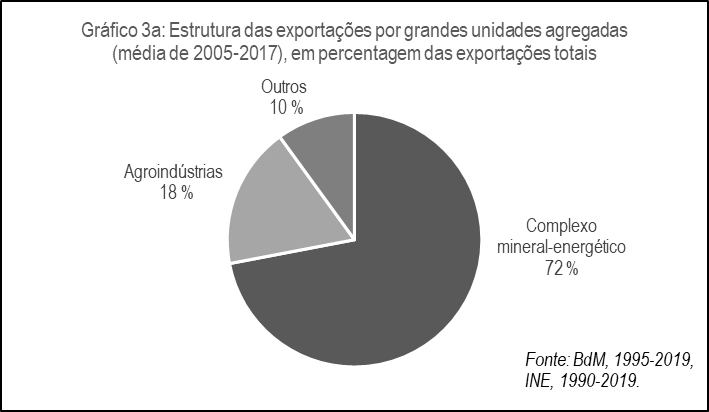 Gráfico 3a: Estrutura das exportações por grandes unidades agregadas
(média de 2005-2017), em percentagem das exportações totais
Outros
10 %
Agroindústrias
18 %
Complexo
mineral-energético
72 %
Fonte: BdM, 1995-2019,
INE, 1990-2019.